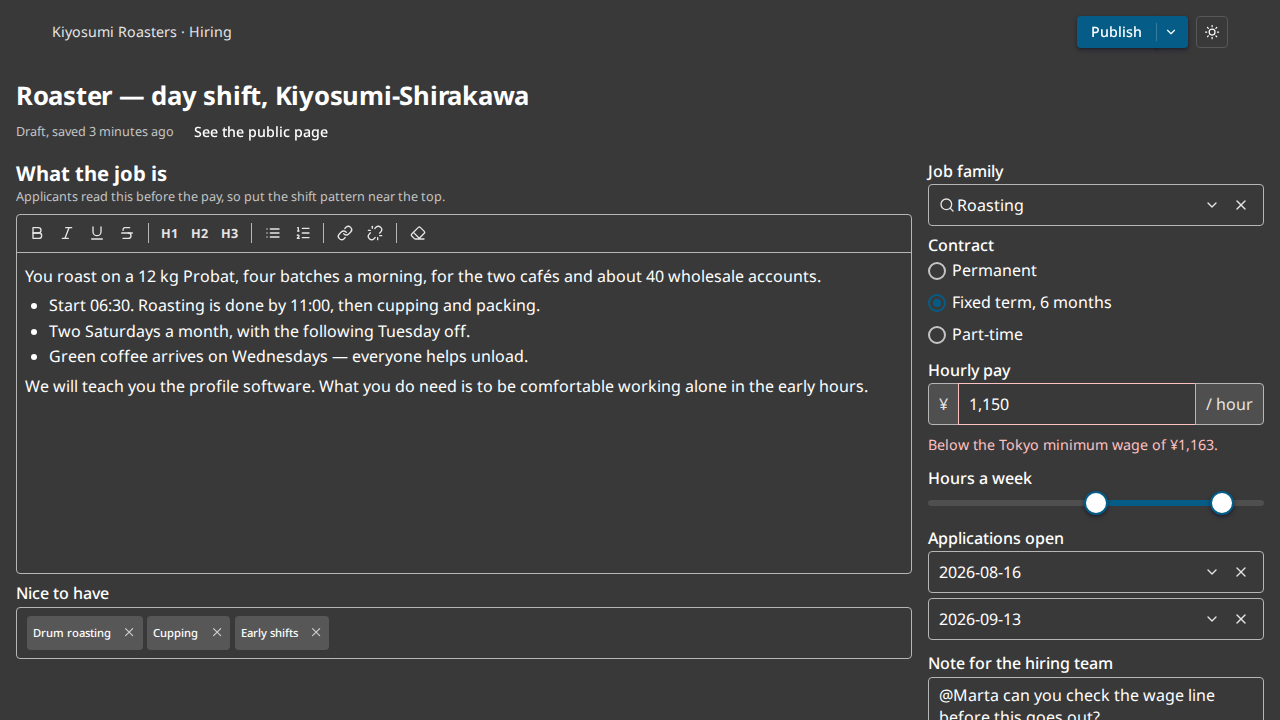 Kiyosumi Roasters · Hiring
Publish
Roaster — day shift, Kiyosumi-Shirakawa
Draft, saved 3 minutes ago
See the public page
What the job is
Applicants read this before the pay, so put the shift pattern near the top.
B I U S H1 H2 H3
You roast on a 12 kg Probat, four batches a morning, for the two cafés and about 40 wholesale accounts.
Start 06:30. Roasting is done by 11:00, then cupping and packing.
Two Saturdays a month, with the following Tuesday off.
Green coffee arrives on Wednesdays — everyone helps unload.
We will teach you the profile software. What you do need is to be comfortable working alone in the early hours.
Nice to have
Drum roasting
Cupping
Early shifts
Job family
Roasting
Contract
Permanent
Fixed term, 6 months
Part-time
Hourly pay
¥ 1,150 / hour
Below the Tokyo minimum wage of ¥1,163.
Hours a week
Applications open
2026-08-16
2026-09-13
Note for the hiring team
@Marta can you check the wage line
before this goes out?